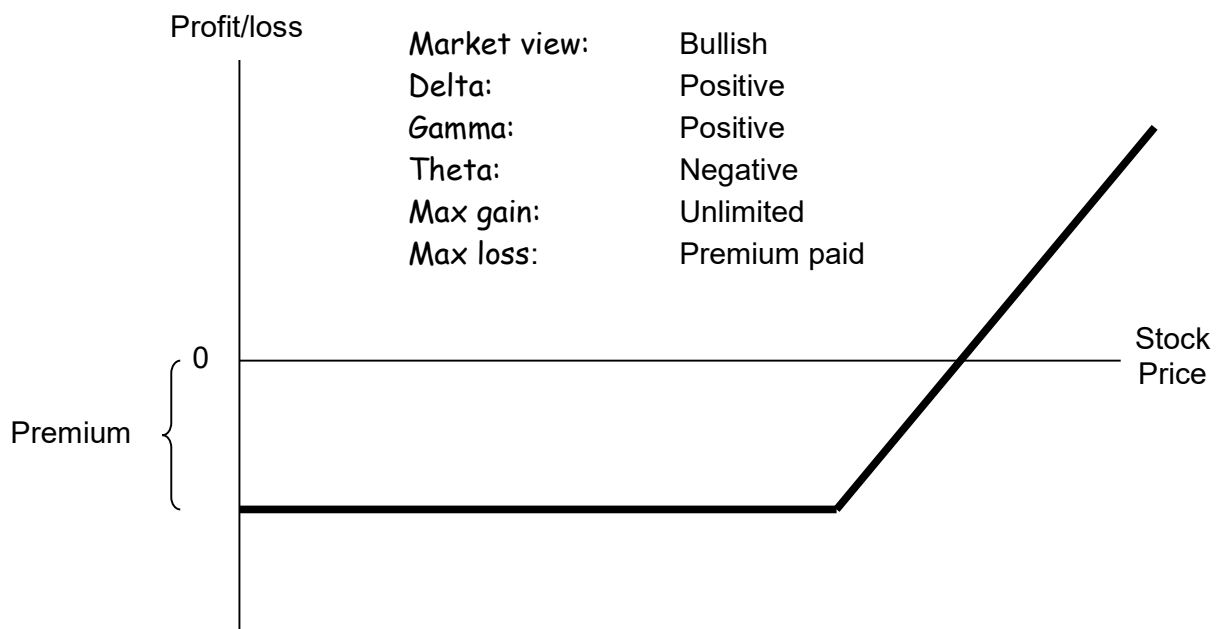 Profit/loss
Market view: Bullish
Delta: Positive
Gamma: Positive
Theta: Negative
Max gain: Unlimited
Max loss: Premium paid
0
Stock
Price
Premium